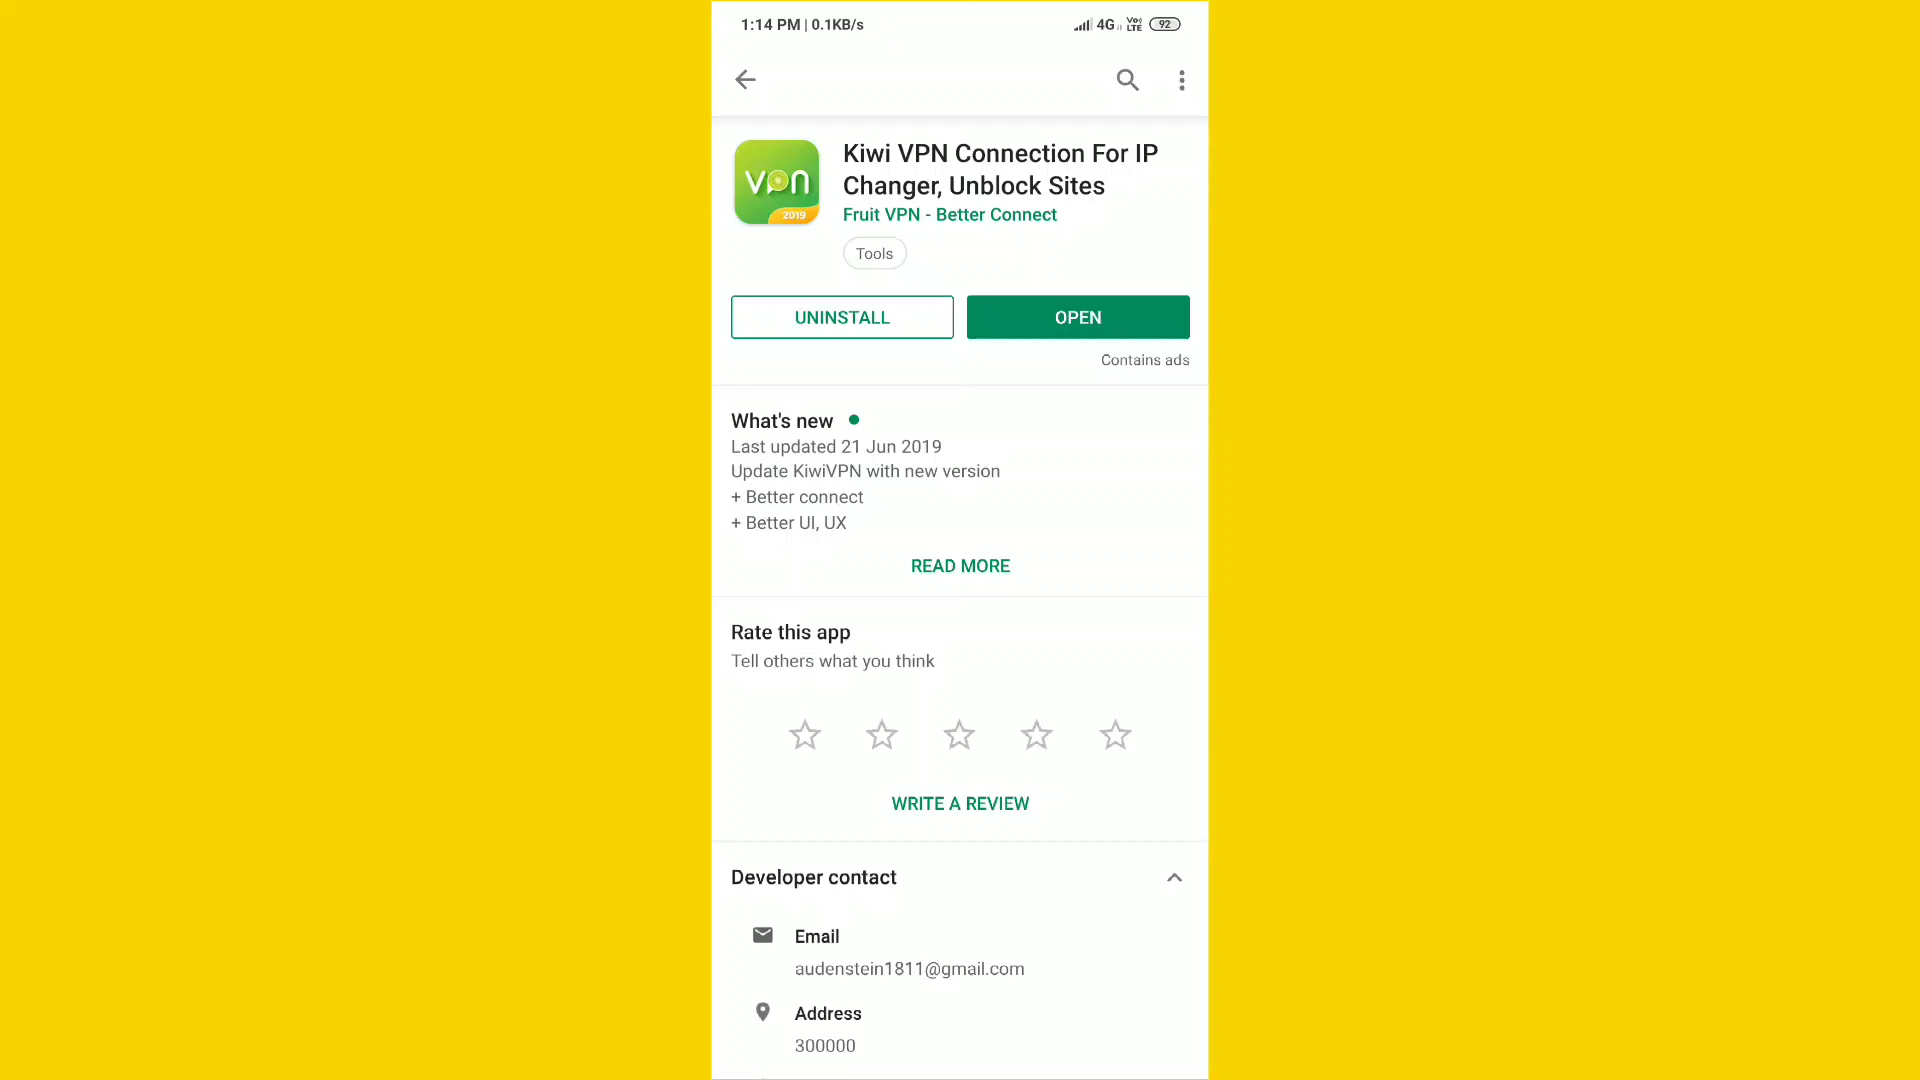 1:14 PM | 0.1KB/s
4G Vo) LTE 92
VPN
2019
Kiwi VPN Connection For IP
Changer, Unblock Sites
Fruit VPN - Better Connect
Tools
UNINSTALL
OPEN
Contains ads
What's new
Last updated 21 Jun 2019
Update KiwiVPN with new version
+ Better connect
+ Better UI, UX
READ MORE
Rate this app
Tell others what you think
WRITE A REVIEW
Developer contact
Email
audenstein1811@gmail.com
Address
300000